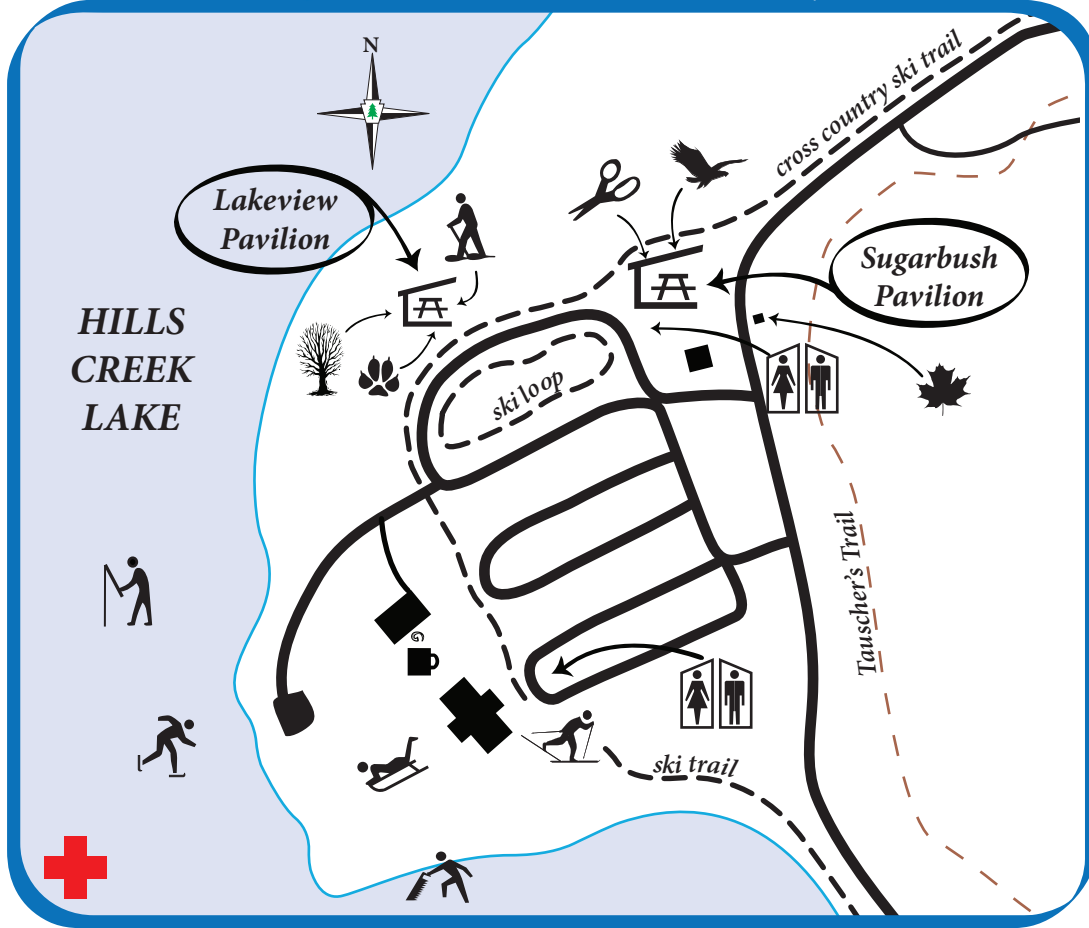 N
cross country ski trail
Lakeview
Pavilion
Sugarbush
Pavilion
HILLS
CREEK
LAKE
ski loop
Tauscher's Trail
G
ski trail